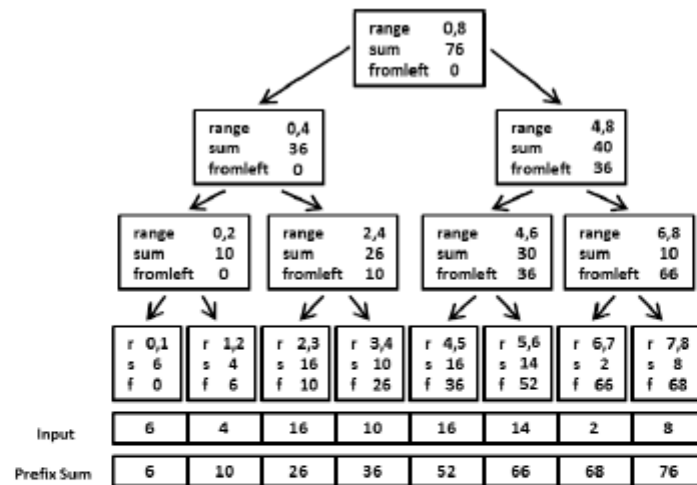 range 0,8
sum 76
fromleft 0
range 0,4
sum 36
fromleft 0
range 4,8
sum 40
fromleft 36
range 0,2
sum 10
fromleft 0
range 2,4
sum 26
fromleft 10
range 4,6
sum 30
fromleft 36
range 6,8
sum 10
fromleft 66
r 0,1
s 6
f 0
r 1,2
s 4
f 6
r 2,3
s 16
f 10
r 3,4
s 10
f 26
r 4,5
s 16
f 36
r 5,6
s 14
f 52
r 6,7
s 2
f 66
r 7,8
s 8
f 68
Input 6 4 16 10 16 14 2 8
Prefix Sum 6 10 26 36 52 66 68 76